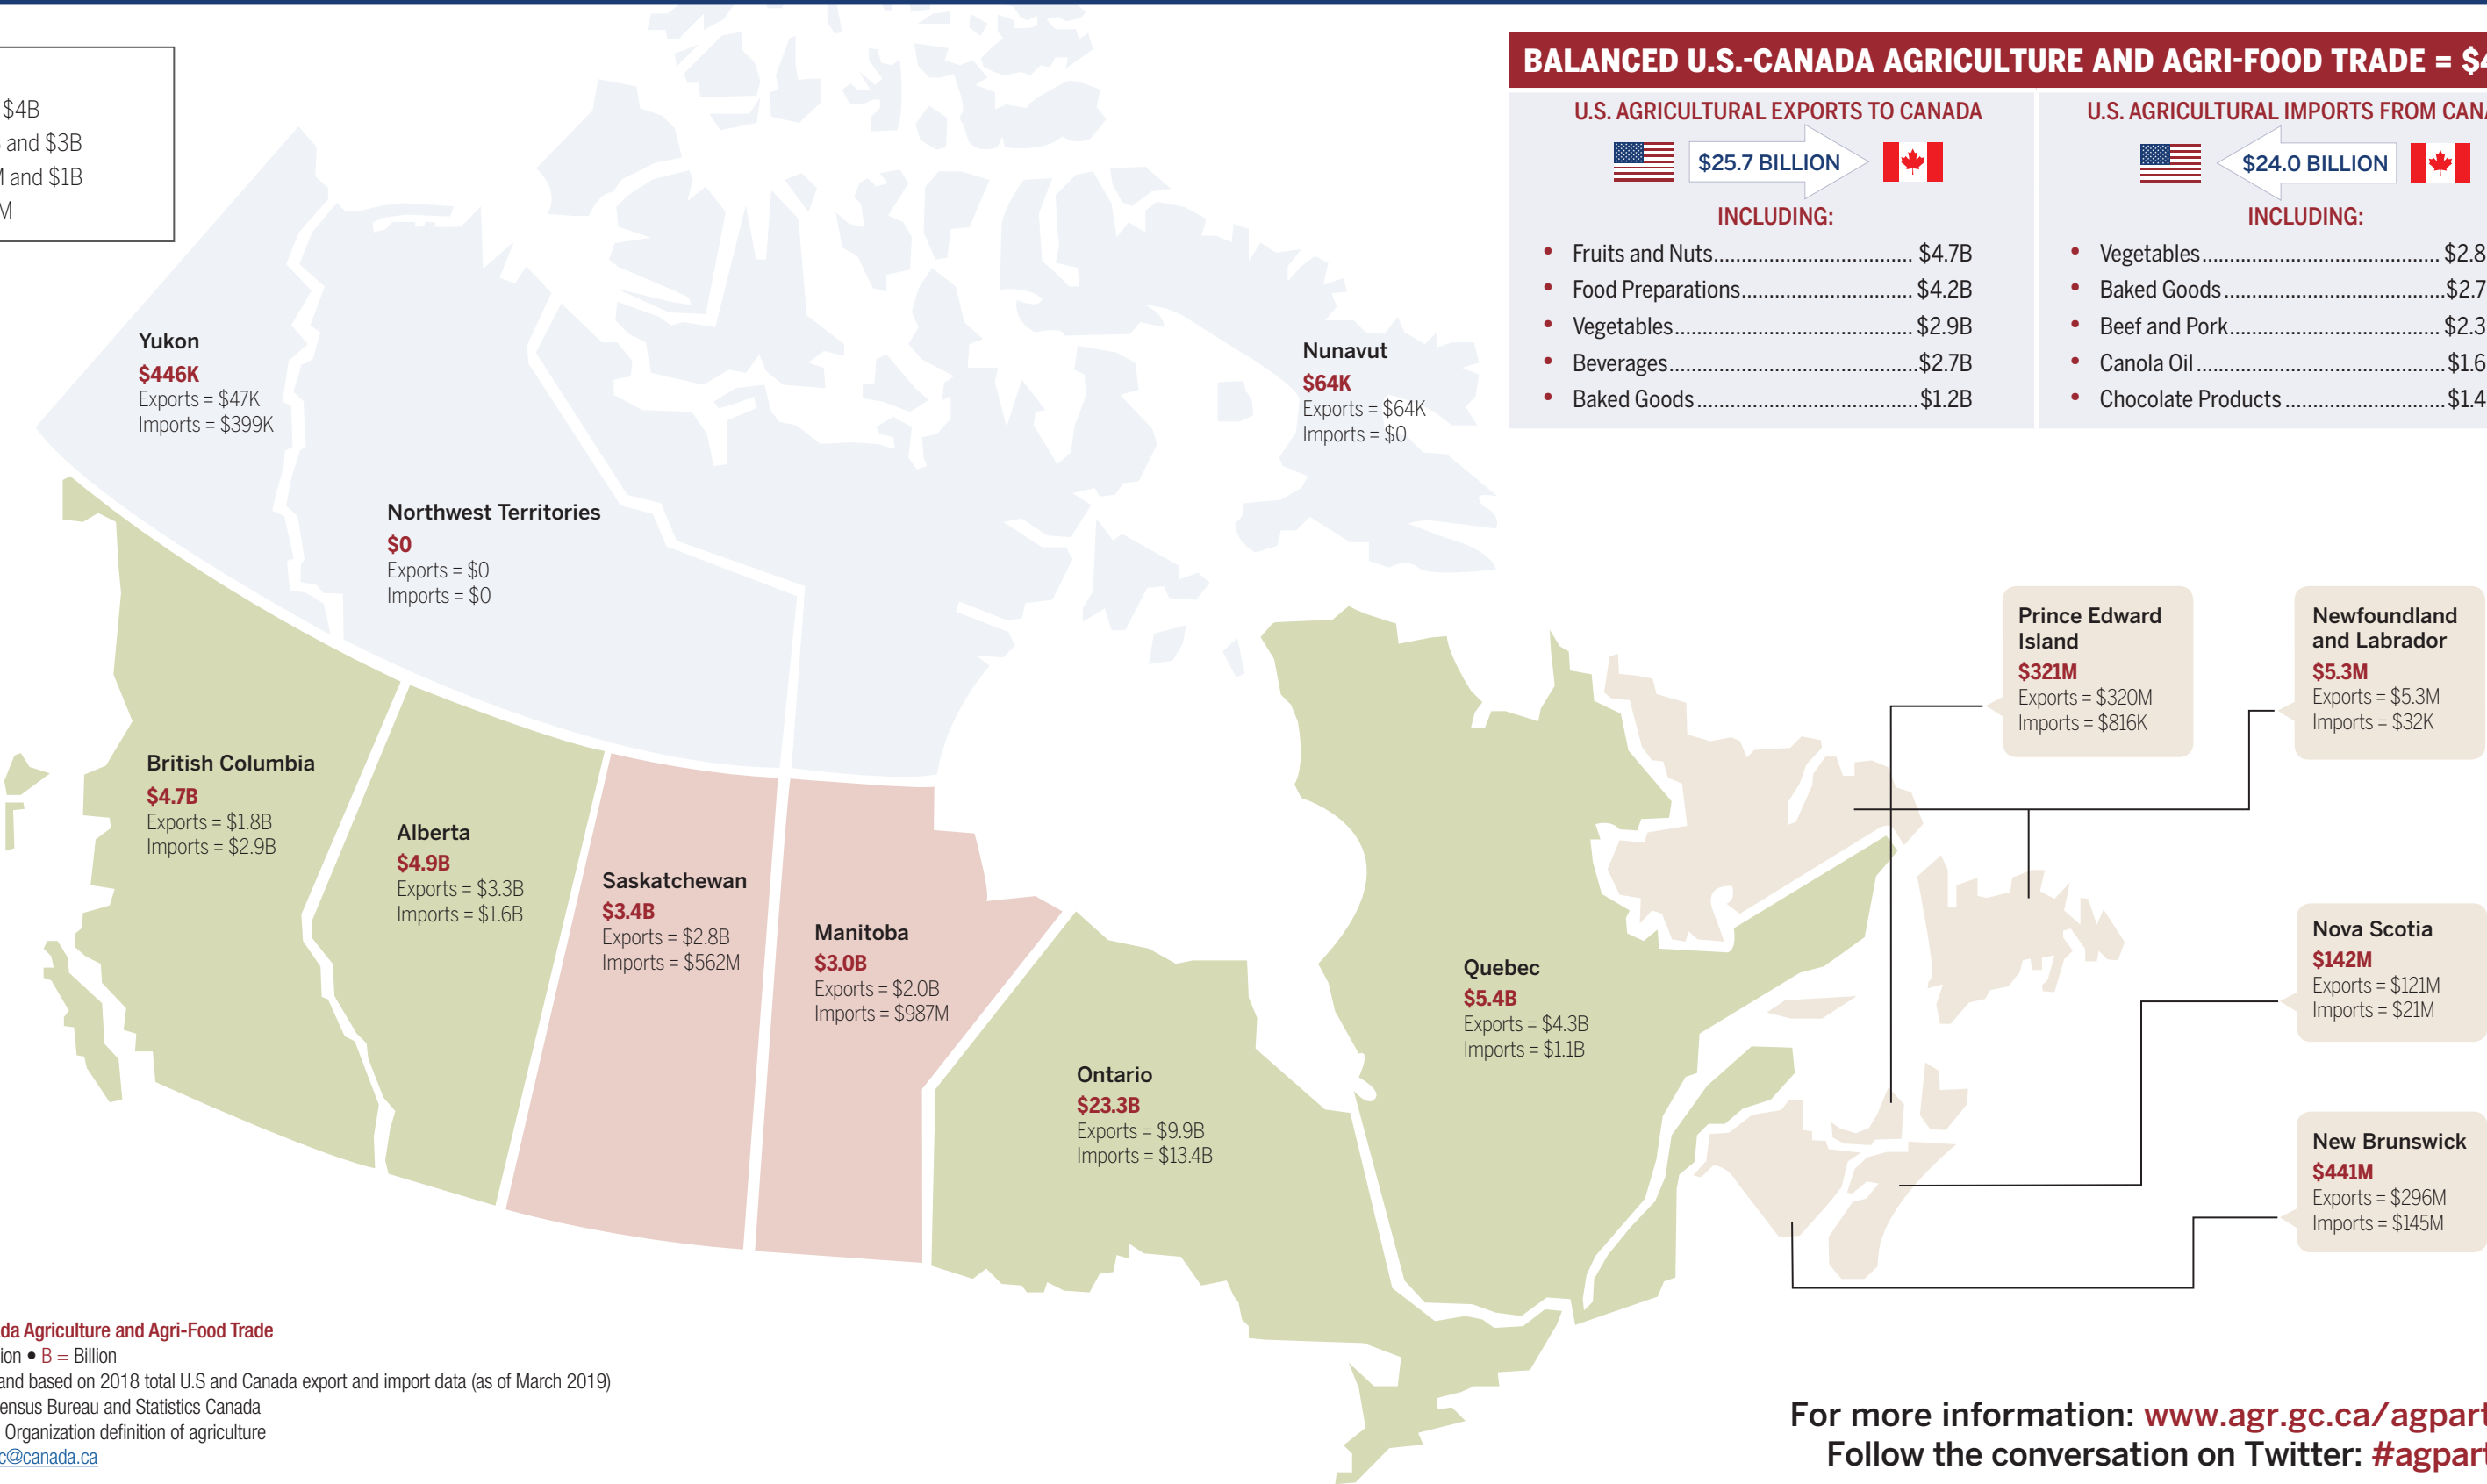 $4B
and $3B
and $1B
BALANCED U.S.-CANADA AGRICULTURE AND AGRI-FOOD TRADE =
U.S. AGRICULTURAL EXPORTS TO CANADA
$25.7 BILLION
INCLUDING:
• Fruits and Nuts.................................... $4.7B
• Food Preparations............................... $4.2B
• Vegetables........................................... $2.9B
• Beverages.............................................$2.7B
• Baked Goods ........................................$1.2B
U.S. AGRICULTURAL IMPORTS FROM
$24.0 BILLION
INCLUDING:
• Vegetables........................................... $2.8
• Baked Goods ........................................$2.7
• Beef and Pork...................................... $2.3
• Canola Oil .............................................$1.6
• Chocolate Products .............................$1.4
Yukon
$446K
Exports = $47K
Imports = $399K
Nunavut
$64K
Exports = $64K
Imports = $0
Northwest Territories
$0
Exports = $0
Imports = $0
British Columbia
$4.7B
Exports = $1.8B
Imports = $2.9B
Alberta
$4.9B
Exports = $3.3B
Imports = $1.6B
Saskatchewan
$3.4B
Exports = $2.8B
Imports = $562M
Manitoba
$3.0B
Exports = $2.0B
Imports = $987M
Ontario
$23.3B
Exports = $9.9B
Imports = $13.4B
Quebec
$5.4B
Exports = $4.3B
Imports = $1.1B
Prince Edward
Island
$321M
Exports = $320M
Imports = $816K
Newfoundland
and Labrador
$5.3M
Exports = $5.3M
Imports = $32K
Nova Scotia
$142M
Exports = $121M
Imports = $21M
New Brunswick
$441M
Exports = $296M
Imports = $145M
da Agriculture and Agri-Food Trade
ion • B = Billion
and based on 2018 total U.S and Canada export and import data (as of March 2019)
ensus Bureau and Statistics Canada
Organization definition of agriculture
c@canada.ca
For more information: www.agr.gc.ca/agpart
Follow the conversation on Twitter: #agpart